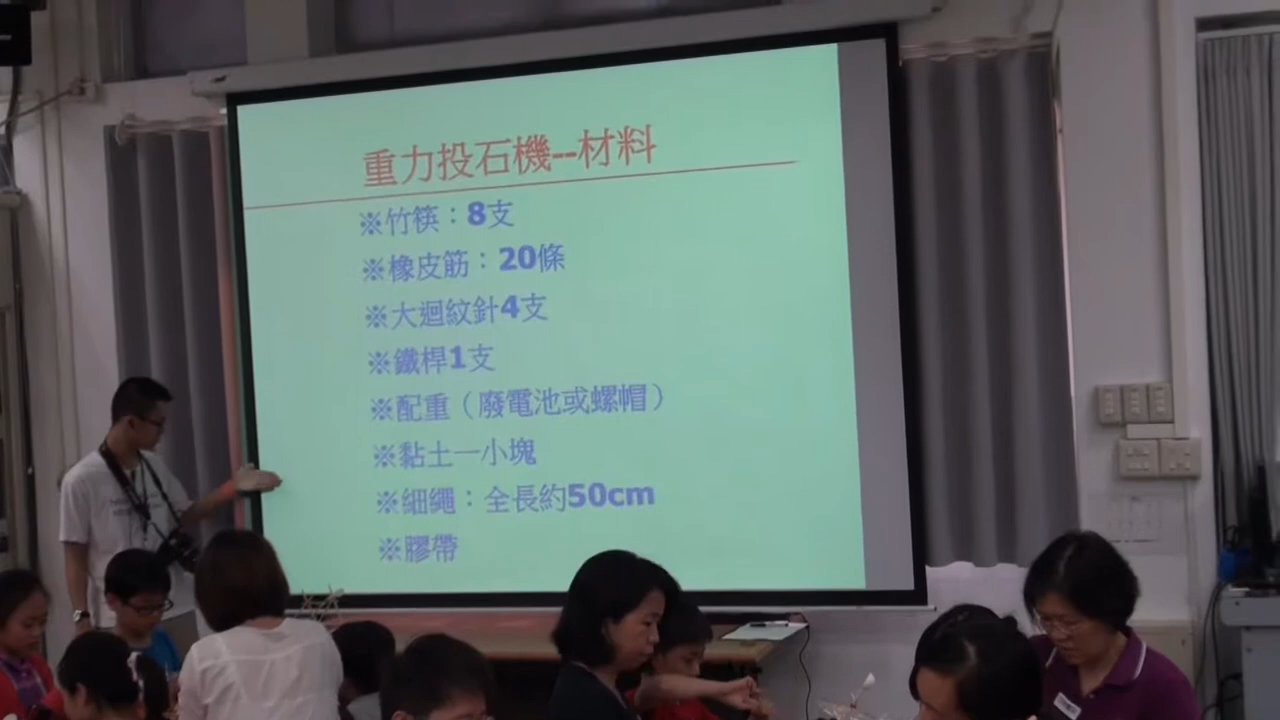 重力投石機--材料
※竹筷：8支
※橡皮筋：20條
※大迴紋針4支
※鐵桿1支
※配重（廢電池或螺帽）
※黏土一小塊
※細繩：全長約50cm
※膠帶